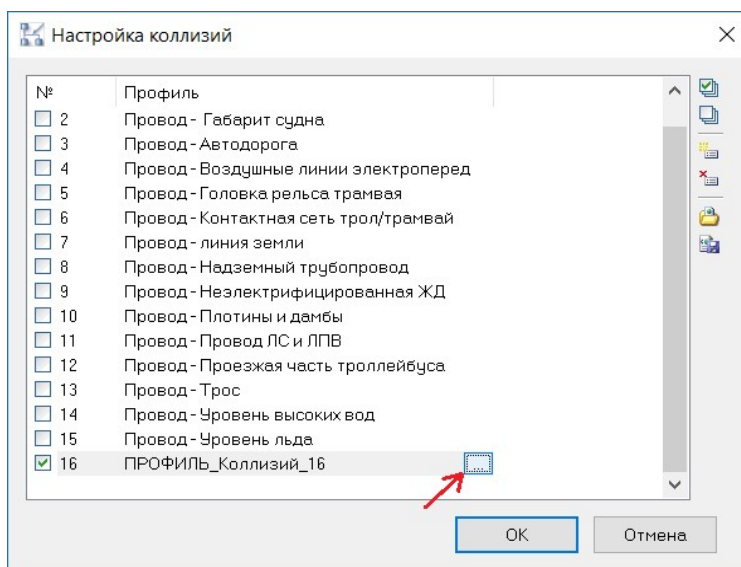 Настройка коллизий
№ Профиль
2 Провод - Габарит судна
3 Провод - Автодорога
4 Провод - Воздушные линии электроперед
5 Провод - Головка рельса трамвая
6 Провод - Контактная сеть трол/трамвай
7 Провод - линия земли
8 Провод - Надземный трубопровод
9 Провод - Неэлектрифицированная ЖД
10 Провод - Плотины и дамбы
11 Провод - Провод ЛС и ЛПВ
12 Провод - Проезжая часть троллейбуса
13 Провод - Трос
14 Провод - Уровень высоких вод
15 Провод - Уровень льда
16 ПРОФИЛЬ_Коллизий_16 ...
OK Отмена